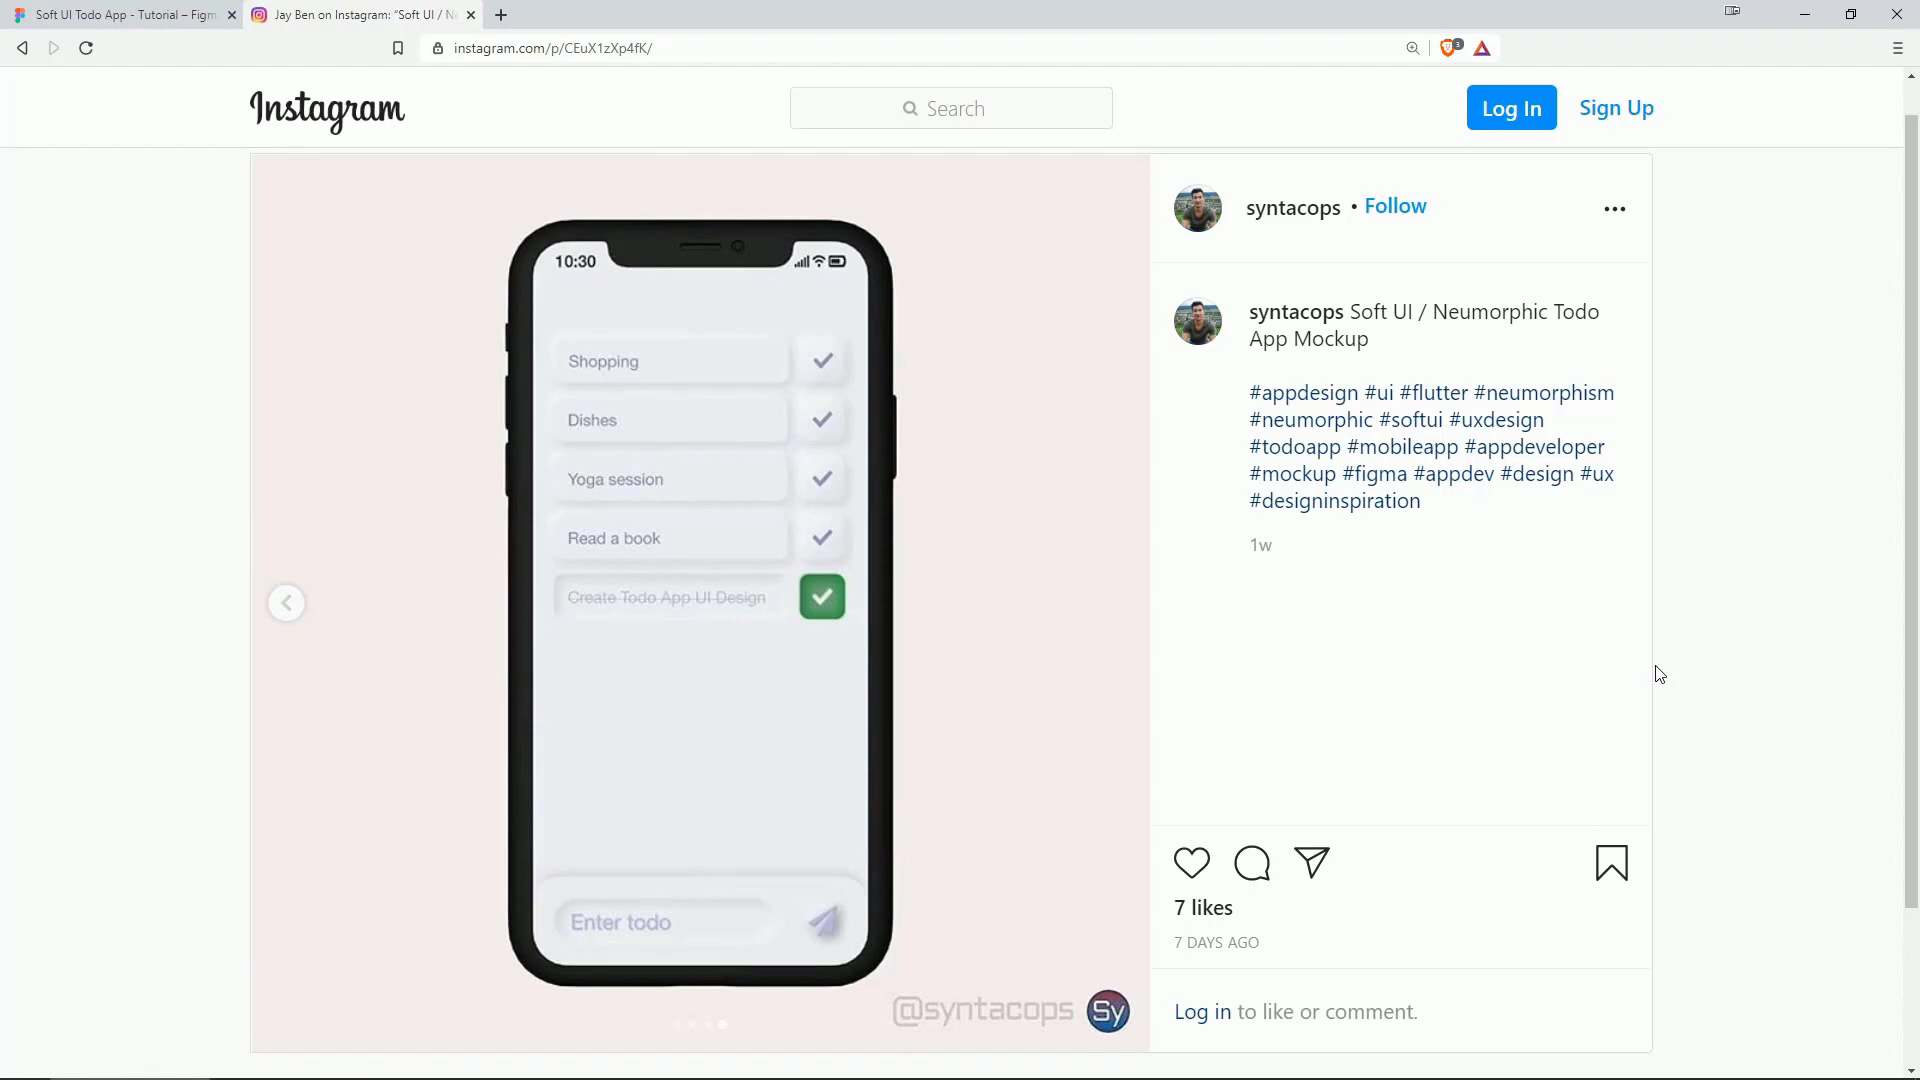 Soft UI Todo App - Tutorial – Figm
Jay Ben on Instagram: "Soft UI / Ne
instagram.com/p/CEuX1zXp4fK/
3
Instagram
Search
Log In
Sign Up
10:30
Shopping
Dishes
Yoga session
Read a book
Create Todo App UI Design
Enter todo
@syntacops
Sy
syntacops • Follow
syntacops Soft UI / Neumorphic Todo
App Mockup
#appdesign #ui #flutter #neumorphism
#neumorphic #softui #uxdesign
#todoapp #mobileapp #appdeveloper
#mockup #figma #appdev #design #ux
#designinspiration
1w
7 likes
7 DAYS AGO
Log in to like or comment.